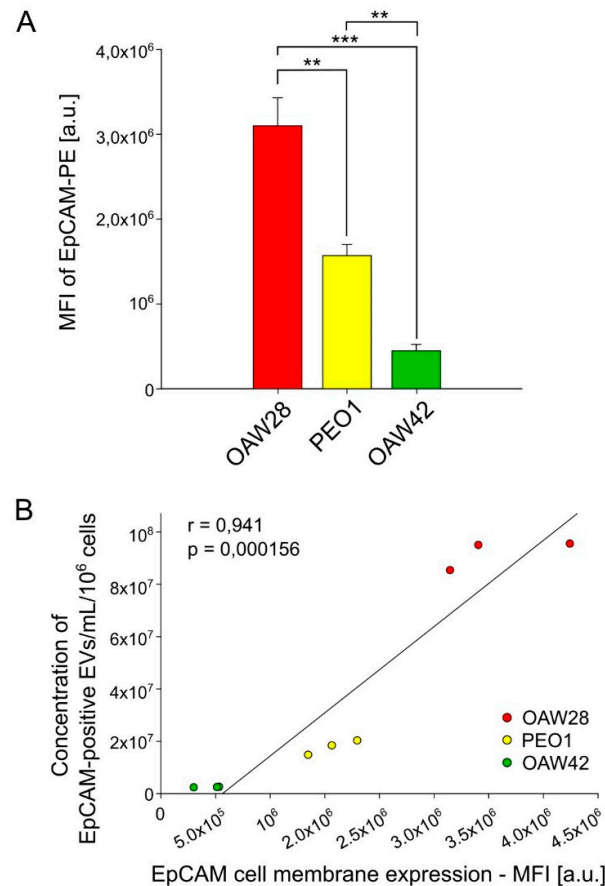 A
**
***
**
4,0x10⁶
3,0x10⁶
2,0x10⁶
10⁶
0
MFI of EpCAM-PE [a.u.]
OAW28
PEO1
OAW42
B
r = 0,941
p = 0,000156
10⁸
8x10⁷
6x10⁷
4x10⁷
2x10⁷
0
Concentration of
EpCAM-positive EVs/mL/10⁶ cells
OAW28
PEO1
OAW42
0
5.0x10⁵
10⁶
2.0x10⁶
2.5x10⁶
3.0x10⁶
3.5x10⁶
4.0x10⁶
4.5x10⁶
EpCAM cell membrane expression - MFI [a.u.]